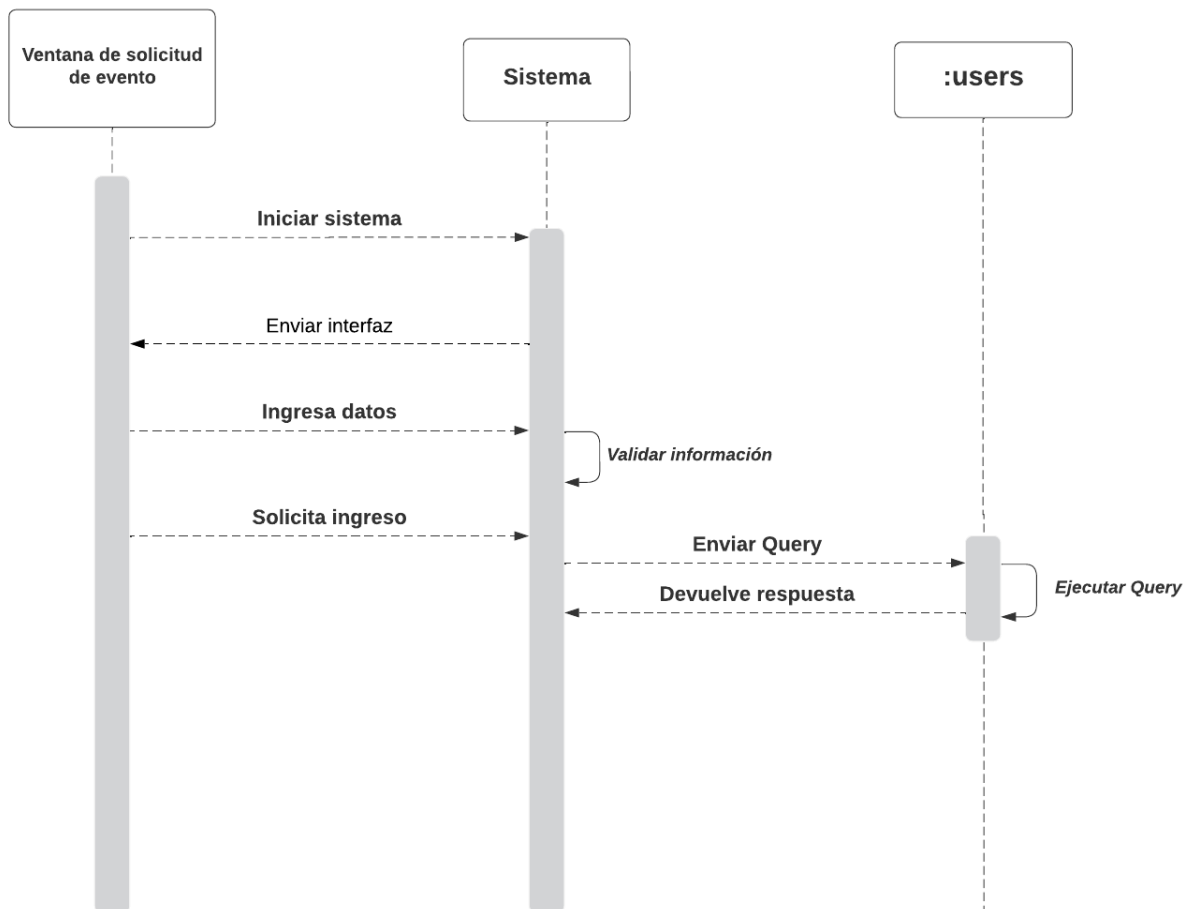 Ventana de solicitud
de evento
Sistema
:users
Iniciar sistema
Enviar interfaz
Ingresa datos
Validar información
Solicita ingreso
Enviar Query
Devuelve respuesta
Ejecutar Query